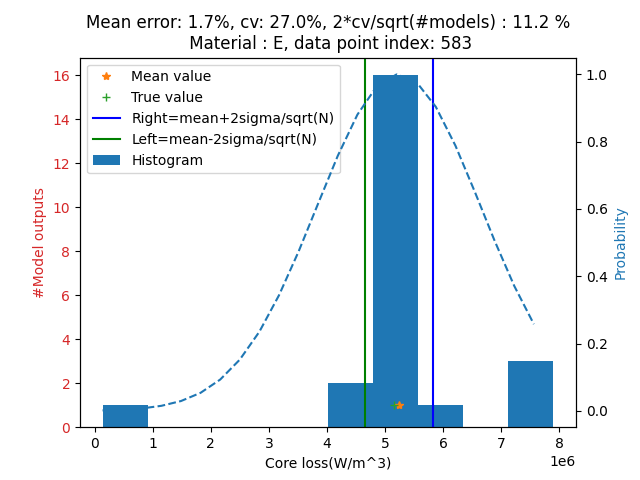 Mean error: 1.7%, cv: 27.0%, 2*cv/sqrt(#models) : 11.2 %
Material : E, data point index: 583
Mean value
True value
Right=mean+2sigma/sqrt(N)
Left=mean-2sigma/sqrt(N)
Histogram
#Model outputs
16
14
12
10
8
6
4
2
0
1.0
0.8
0.6
0.4
0.2
0.0
Probability
0 1 2 3 4 5 6 7 8
1e6
Core loss(W/m^3)